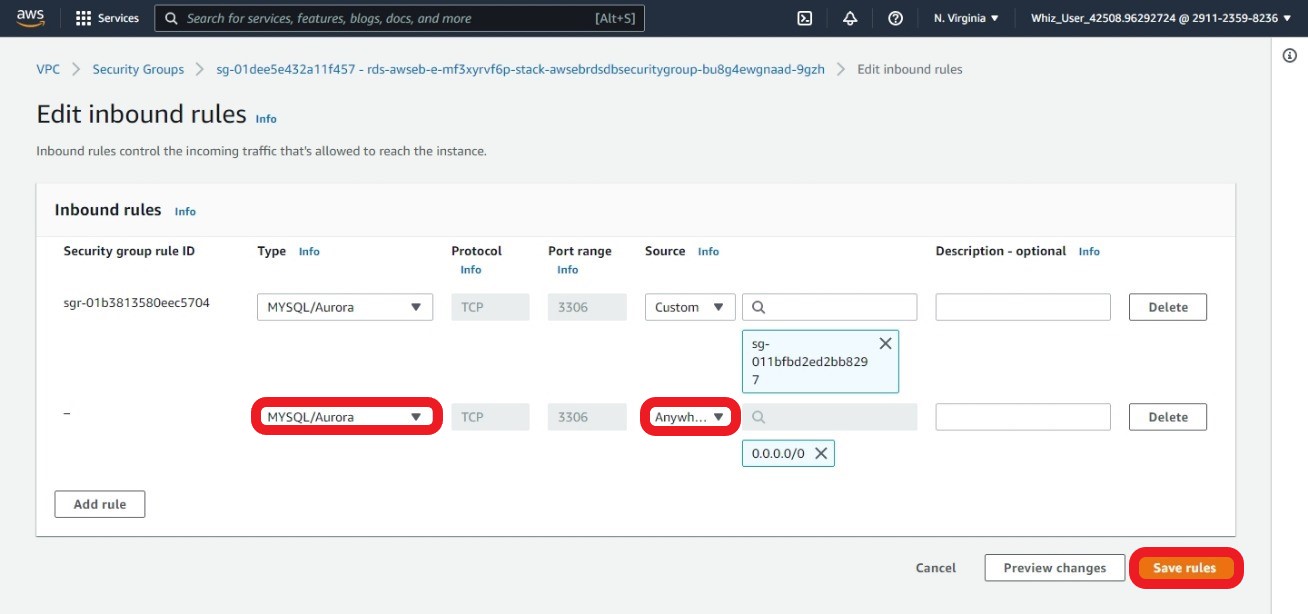 aws
Services
Search for services, features, blogs, docs, and more
[Alt+S]
N. Virginia
Whiz_User_42508.96292724 @ 2911-2359-8236
VPC
Security Groups
sg-01dee5e432a11f457 - rds-awseb-e-mf3xyrvf6p-stack-awsebrdsdbsecuritygroup-bu8g4ewgnaad-9gzh
Edit inbound rules
Edit inbound rules Info
Inbound rules control the incoming traffic that's allowed to reach the instance.
Inbound rules Info
Security group rule ID
Type Info
Protocol
Info
Port range
Info
Source Info
Description - optional Info
sgr-01b3813580eec5704
MYSQL/Aurora
TCP
3306
Custom
Delete
sg-
011bfbd2ed2bb829
7
–
MYSQL/Aurora
TCP
3306
Anywh...
Delete
0.0.0.0/0
Add rule
Cancel
Preview changes
Save rules